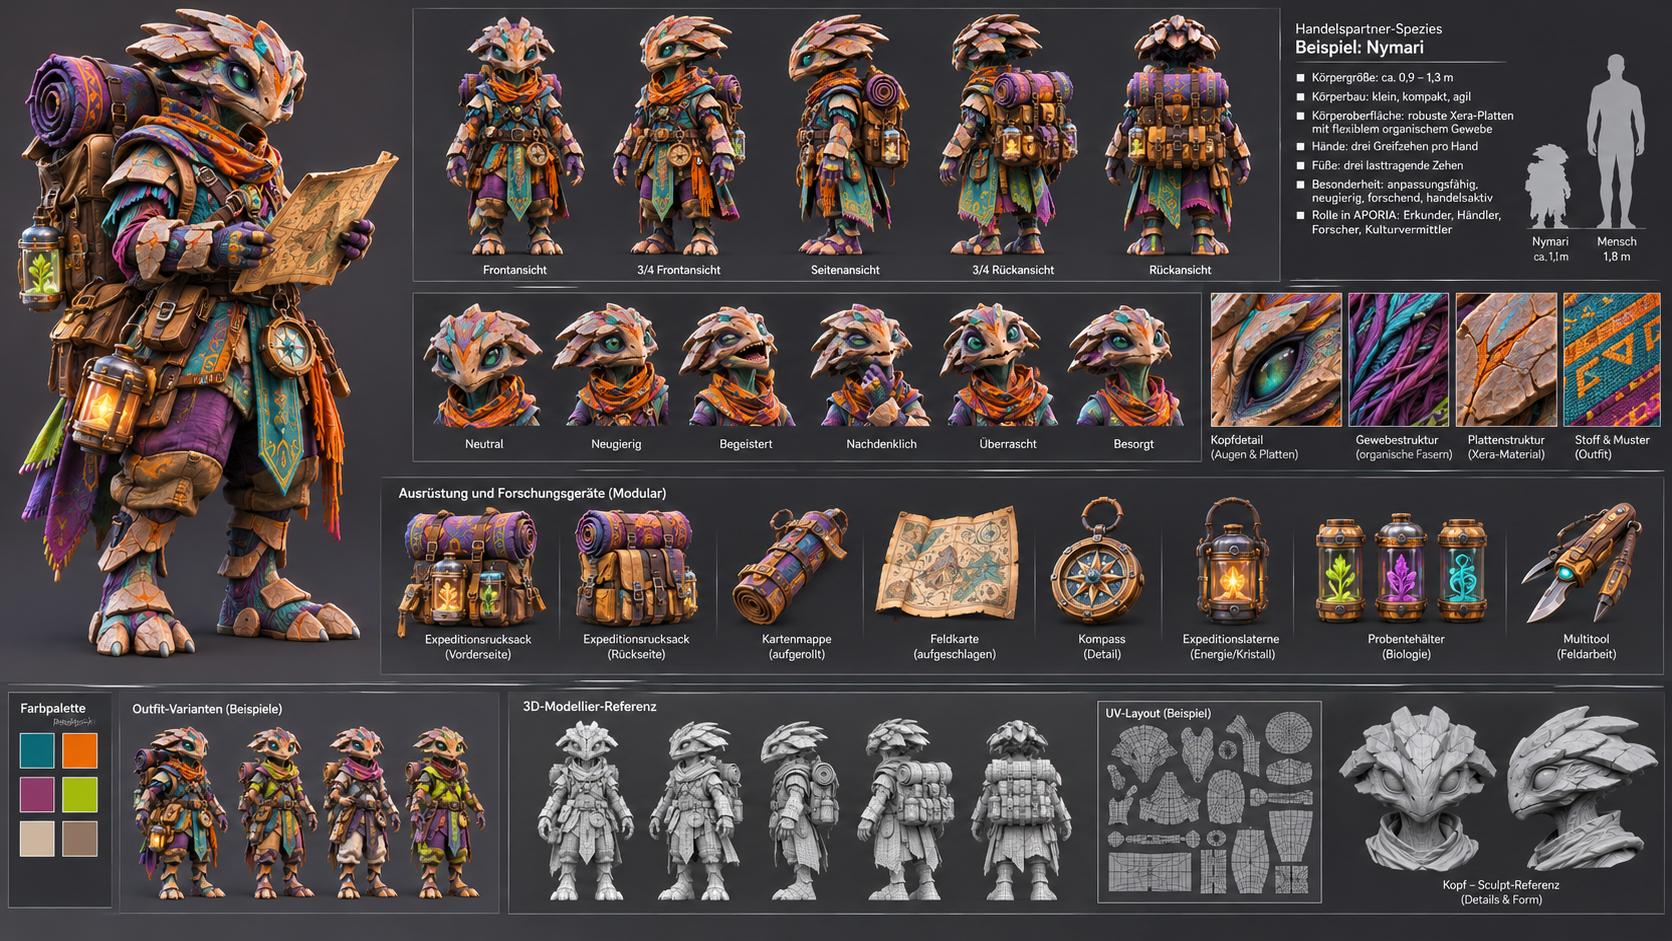 Frontansicht
3/4 Frontansicht
Seitenansicht
3/4 Rückansicht
Rückansicht
Handelspartner-Spezies
Beispiel: Nymari
Körpergröße: ca. 0,9 – 1,3 m
Körperbau: klein, kompakt, agil
Körperoberfläche: robuste Xera-Platten
mit flexiblem organischem Gewebe
Hände: drei Greifzehen pro Hand
Füße: drei lasttragende Zehen
Besonderheit: anpassungsfähig,
neugierig, forschend, handelsaktiv
Rolle in APORIA: Erkunder, Händler,
Forscher, Kulturvermittler
Nymari
ca. 1,1m
Mensch
1,8 m
Neutral
Neugierig
Begeistert
Nachdenklich
Überrascht
Besorgt
Kopfdetail
(Augen & Platten)
Gewebestruktur
(organische Fasern)
Plattenstruktur
(Xera-Material)
Stoff & Muster
(Outfit)
Ausrüstung und Forschungsgeräte (Modular)
Expeditionsrucksack
(Vorderseite)
Expeditionsrucksack
(Rückseite)
Kartenmappe
(aufgerollt)
Feldkarte
(aufgeschlagen)
Kompass
(Detail)
Expeditionslaterne
(Energie/Kristall)
Probentehälter
(Biologie)
Multitool
(Feldarbeit)
Farbpalette
Outfit-Varianten (Beispiele)
3D-Modellier-Referenz
UV-Layout (Beispiel)
Kopf – Sculpt-Referenz
(Details & Form)